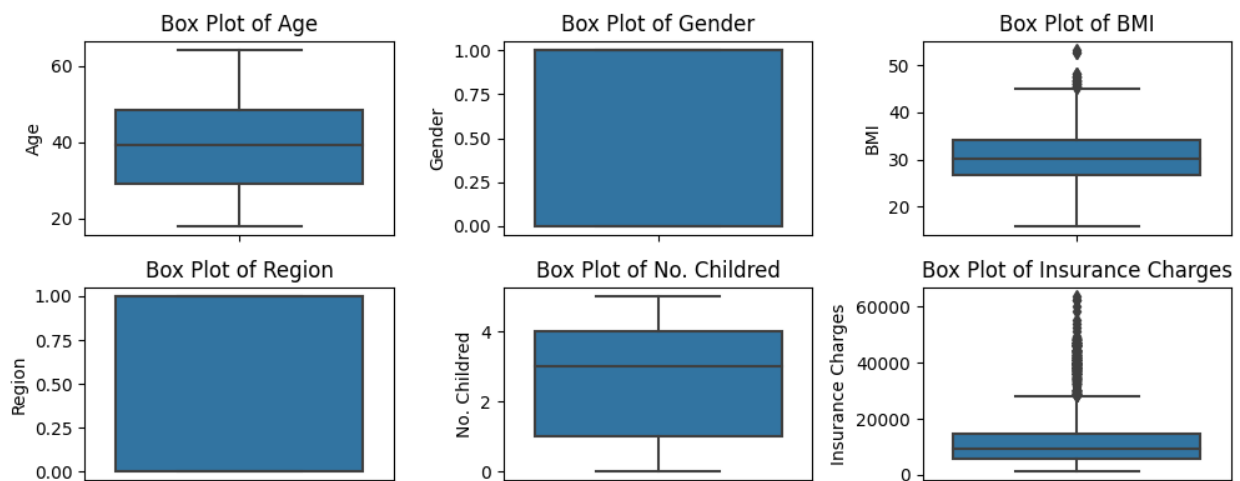 Box Plot of Age
Box Plot of Gender
Box Plot of BMI
60
40
20
Age
1.00
0.75
0.50
0.25
0.00
Gender
50
40
30
20
BMI
Box Plot of Region
Box Plot of No. Childred
Box Plot of Insurance Charges
1.00
0.75
0.50
0.25
0.00
Region
4
2
0
No. Childred
60000
40000
20000
0
Insurance Charges